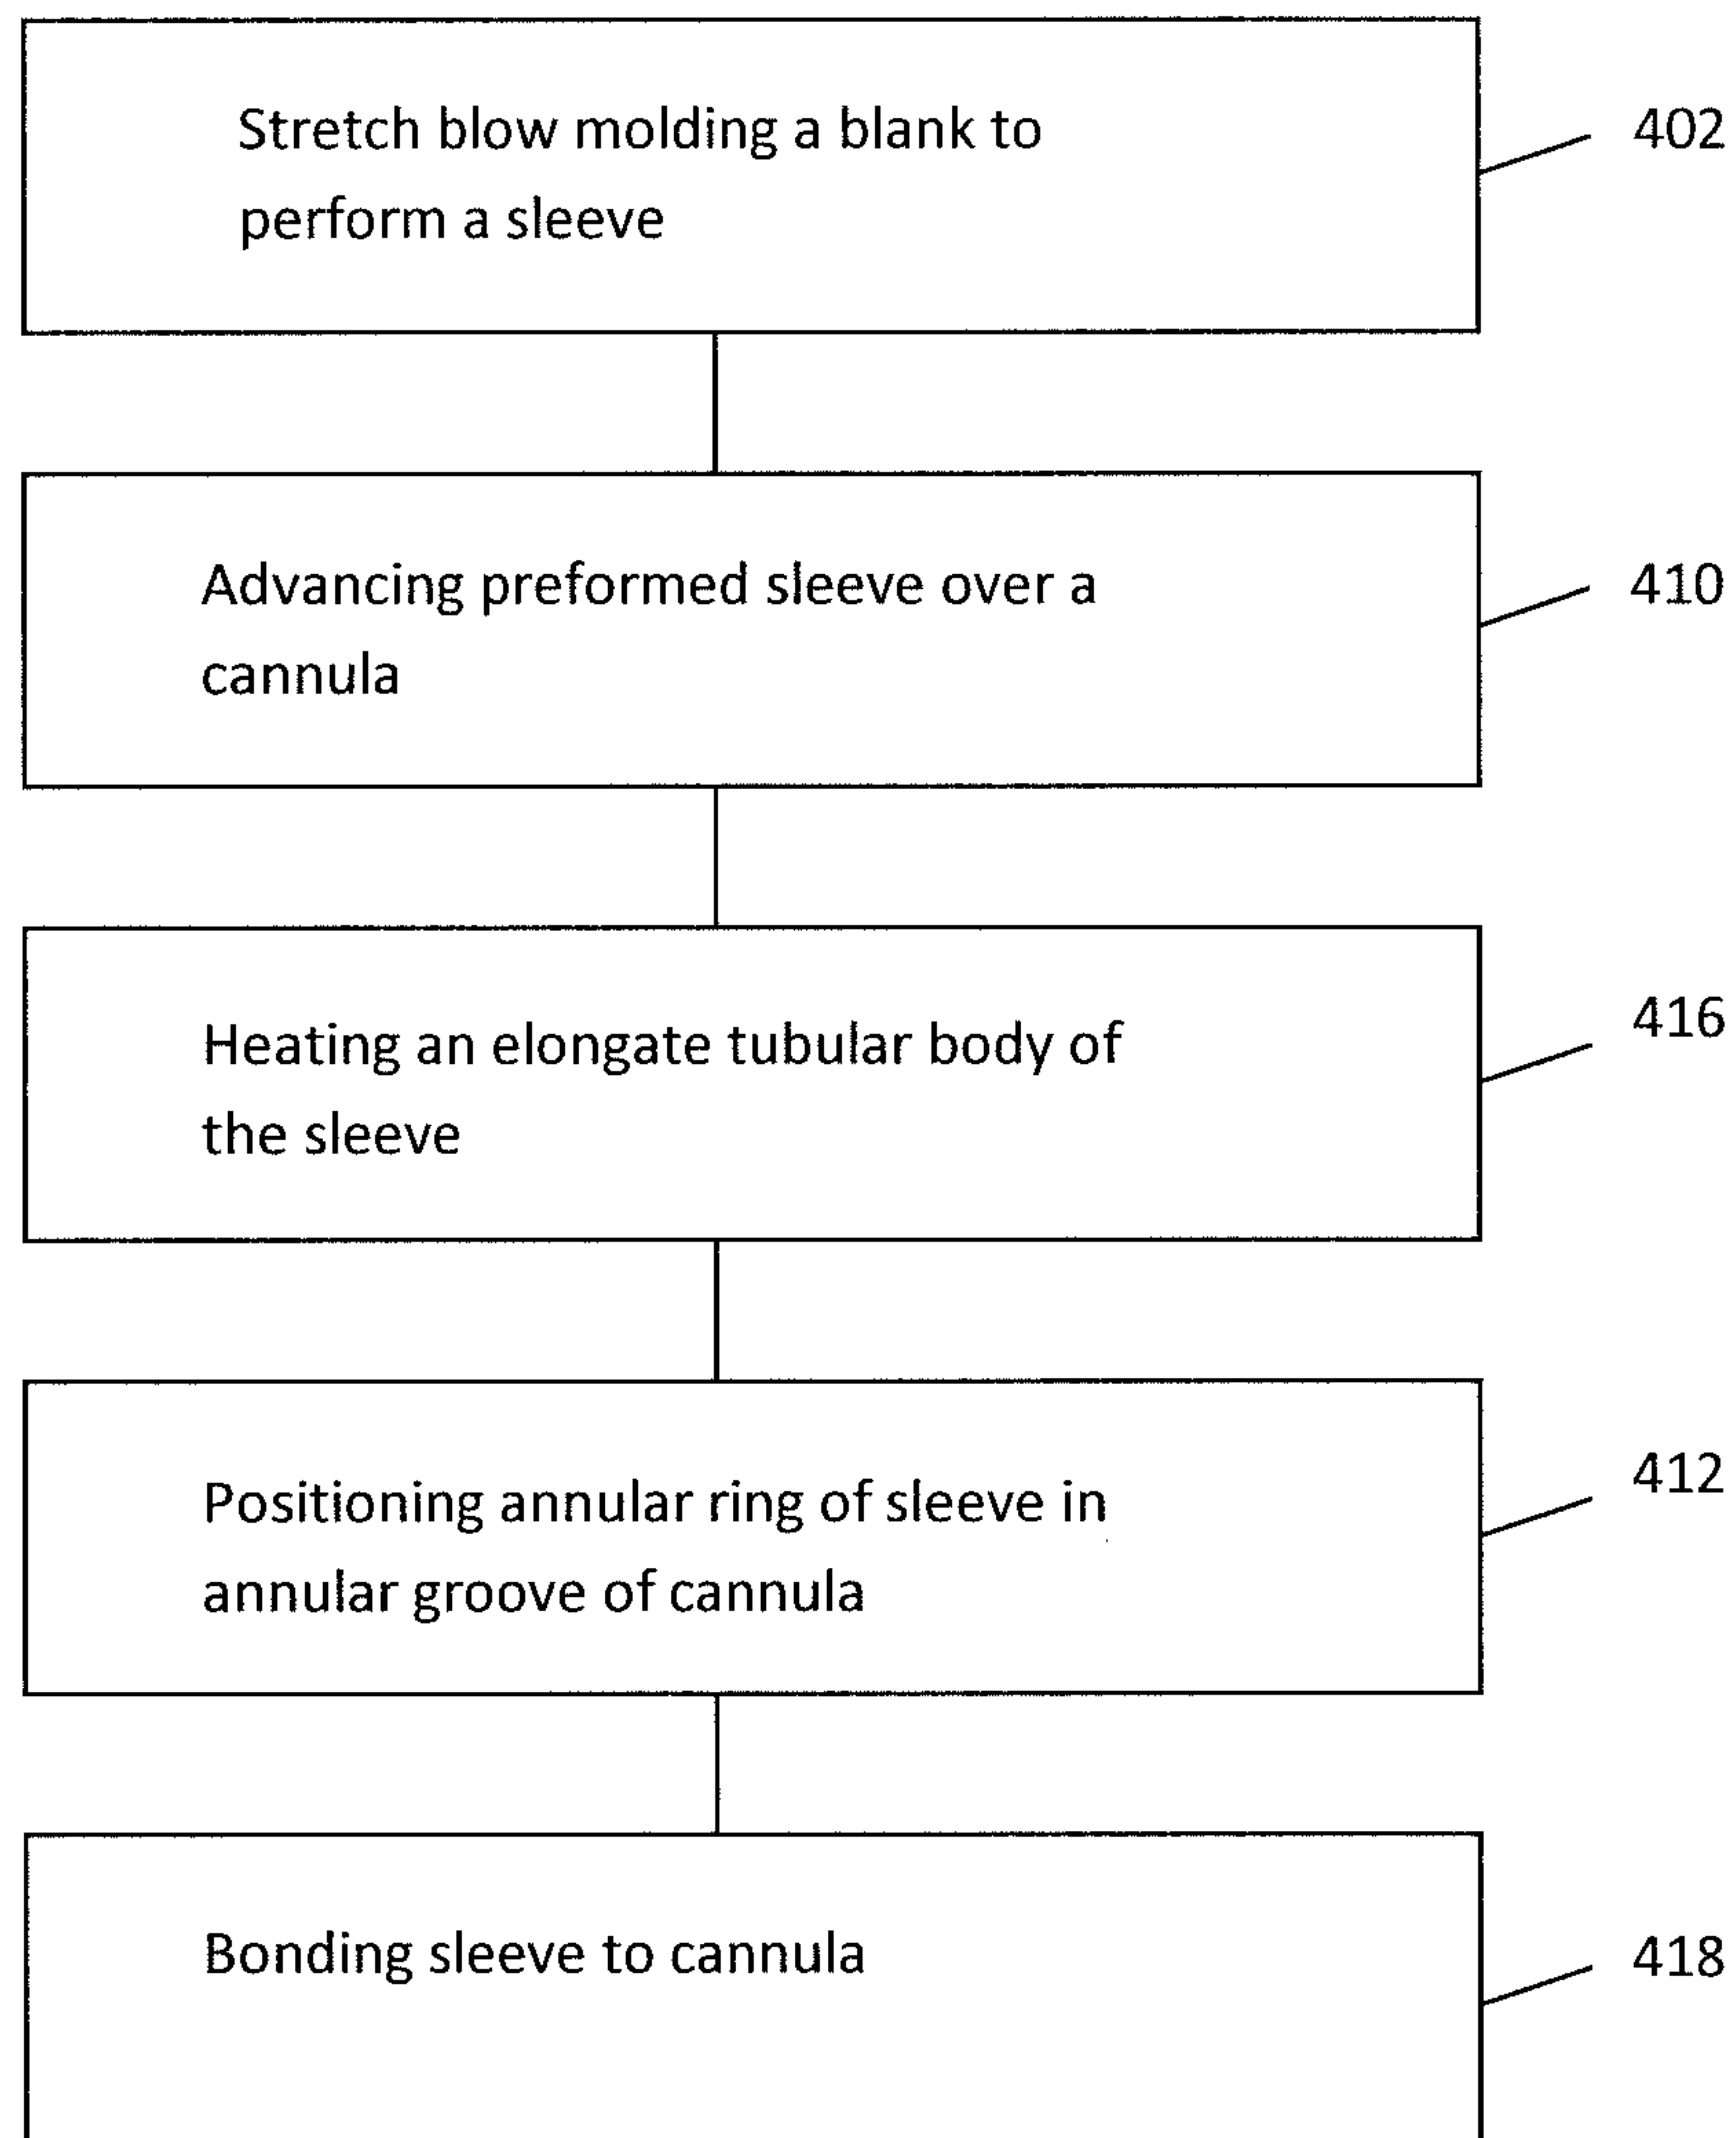 Stretch blow molding a blank to
perform a sleeve
402
Advancing preformed sleeve over a
cannula
410
Heating an elongate tubular body of
the sleeve
416
Positioning annular ring of sleeve in
annular groove of cannula
412
Bonding sleeve to cannula
418